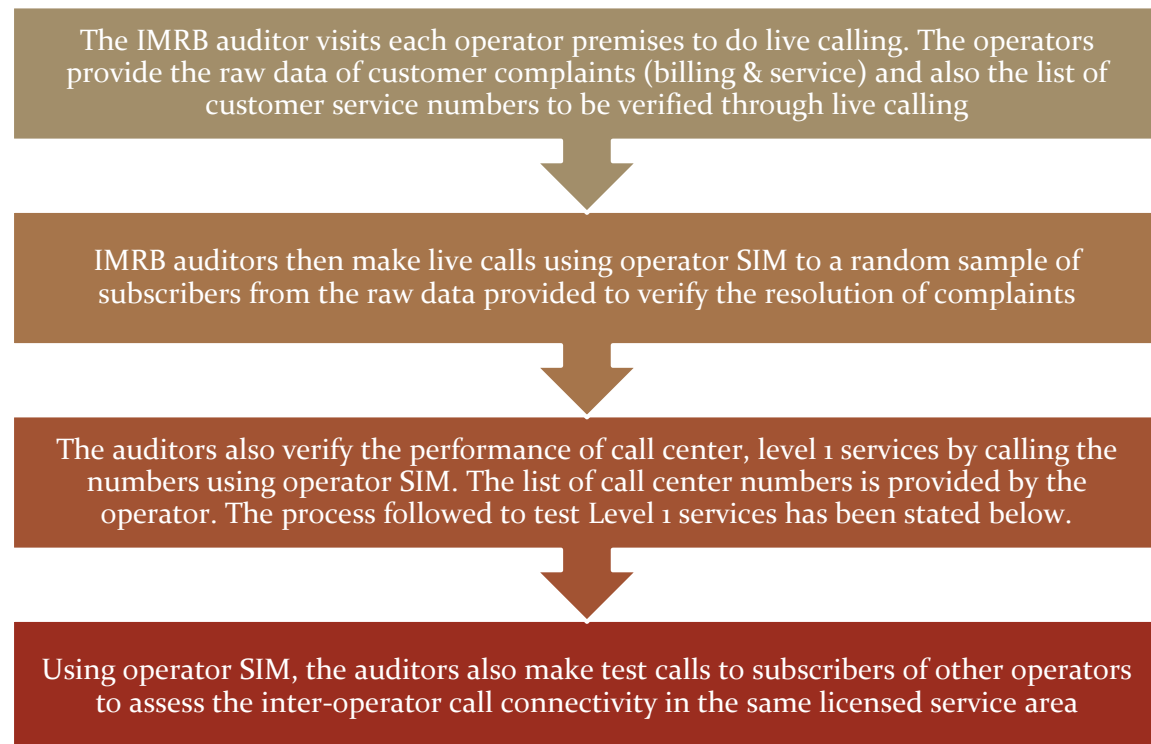 The IMRB auditor visits each operator premises to do live calling. The operators
provide the raw data of customer complaints (billing & service) and also the list of
customer service numbers to be verified through live calling
IMRB auditors then make live calls using operator SIM to a random sample of
subscribers from the raw data provided to verify the resolution of complaints
The auditors also verify the performance of call center, level 1 services by calling the
numbers using operator SIM. The list of call center numbers is provided by the
operator. The process followed to test Level 1 services has been stated below.
Using operator SIM, the auditors also make test calls to subscribers of other operators
to assess the inter-operator call connectivity in the same licensed service area